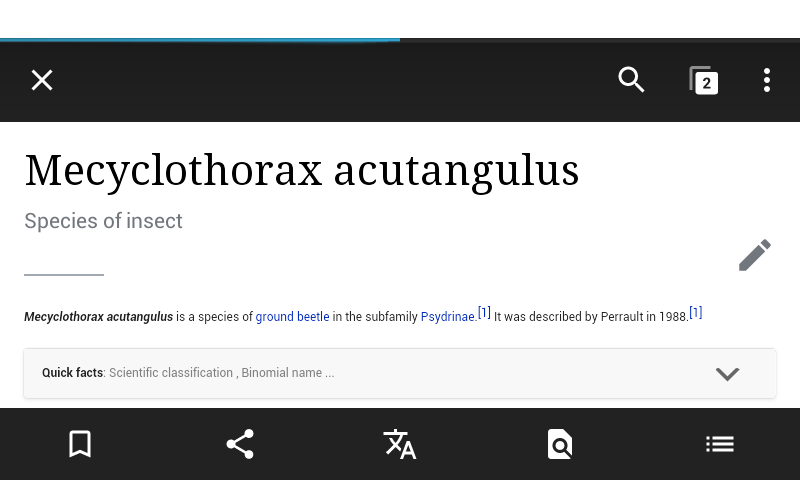 2
Mecyclothorax acutangulus
Species of insect
Mecyclothorax acutangulus is a species of ground beetle in the subfamily Psydrinae.[1] It was described by Perrault in 1988.[1]
Quick facts: Scientific classification , Binomial name ...